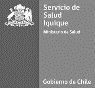 Servicio de
Salud
Iquique
Ministerio de Salud
Gobierno de Chile